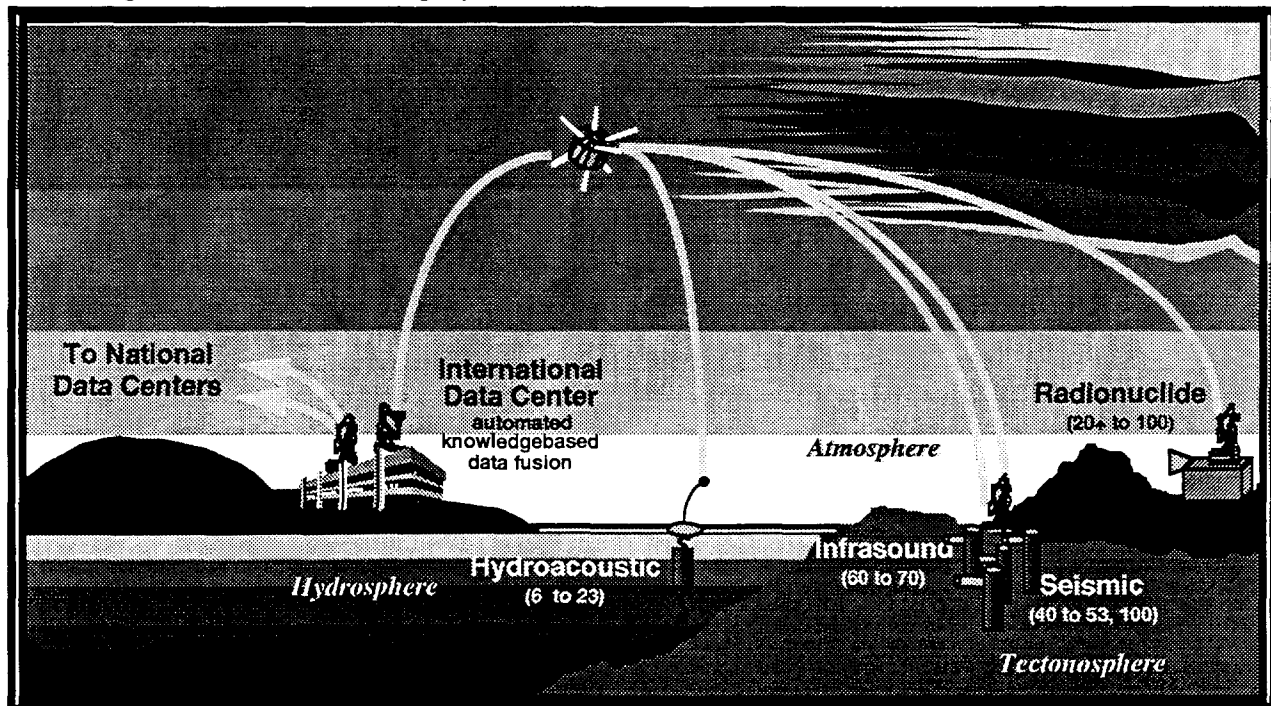 To National
Data Centers
International
Data Center
automated
knowledgebased
data fusion
Radionuclide
(20+ to 100)
Atmosphere
Hydrosphere
Hydroacoustic
(6 to 23)
Infrasound
(60 to 70)
Seismic
(40 to 53, 100)
Tectonosphere